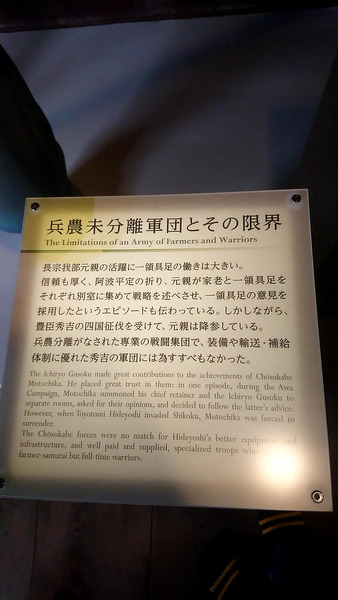 兵農未分離軍団とその限界
The Limitations of an Army of Farmers and Warriors
長宗我部元親の活躍に一領具足の働きは大きい。
信頼も厚く、阿波平定の折り、元親が家老と一領具足を
それぞれ別室に集めて戦略を述べさせ、一領具足の意見を
採用したというエピソードも伝わっている。しかしながら、
豊臣秀吉の四国征伐を受けて、元親は降参している。
兵農分離がなされた専業の戦闘集団で、装備や輸送・補給
体制に優れた秀吉の軍団には為すすべもなかった。
The Ichiryo Gusoku made great contributions to the achievements of Chōsokabe
Motochika. He placed great trust in them: in one episode, during the Awa
Campaign, Motochika summoned his chief retainer and the Ichiryo Gusoku to
separate rooms, asked for their opinions, and decided to follow the latter's advice.
However, when Toyotomi Hideyoshi invaded Shikoku, Motochika was forced to
surrender.
The Chōsokabe forces were no match for Hideyoshi's better equipment and
infrastructure, and well paid and supplied, specialized troops who
farmer-samurai but full-time warriors.